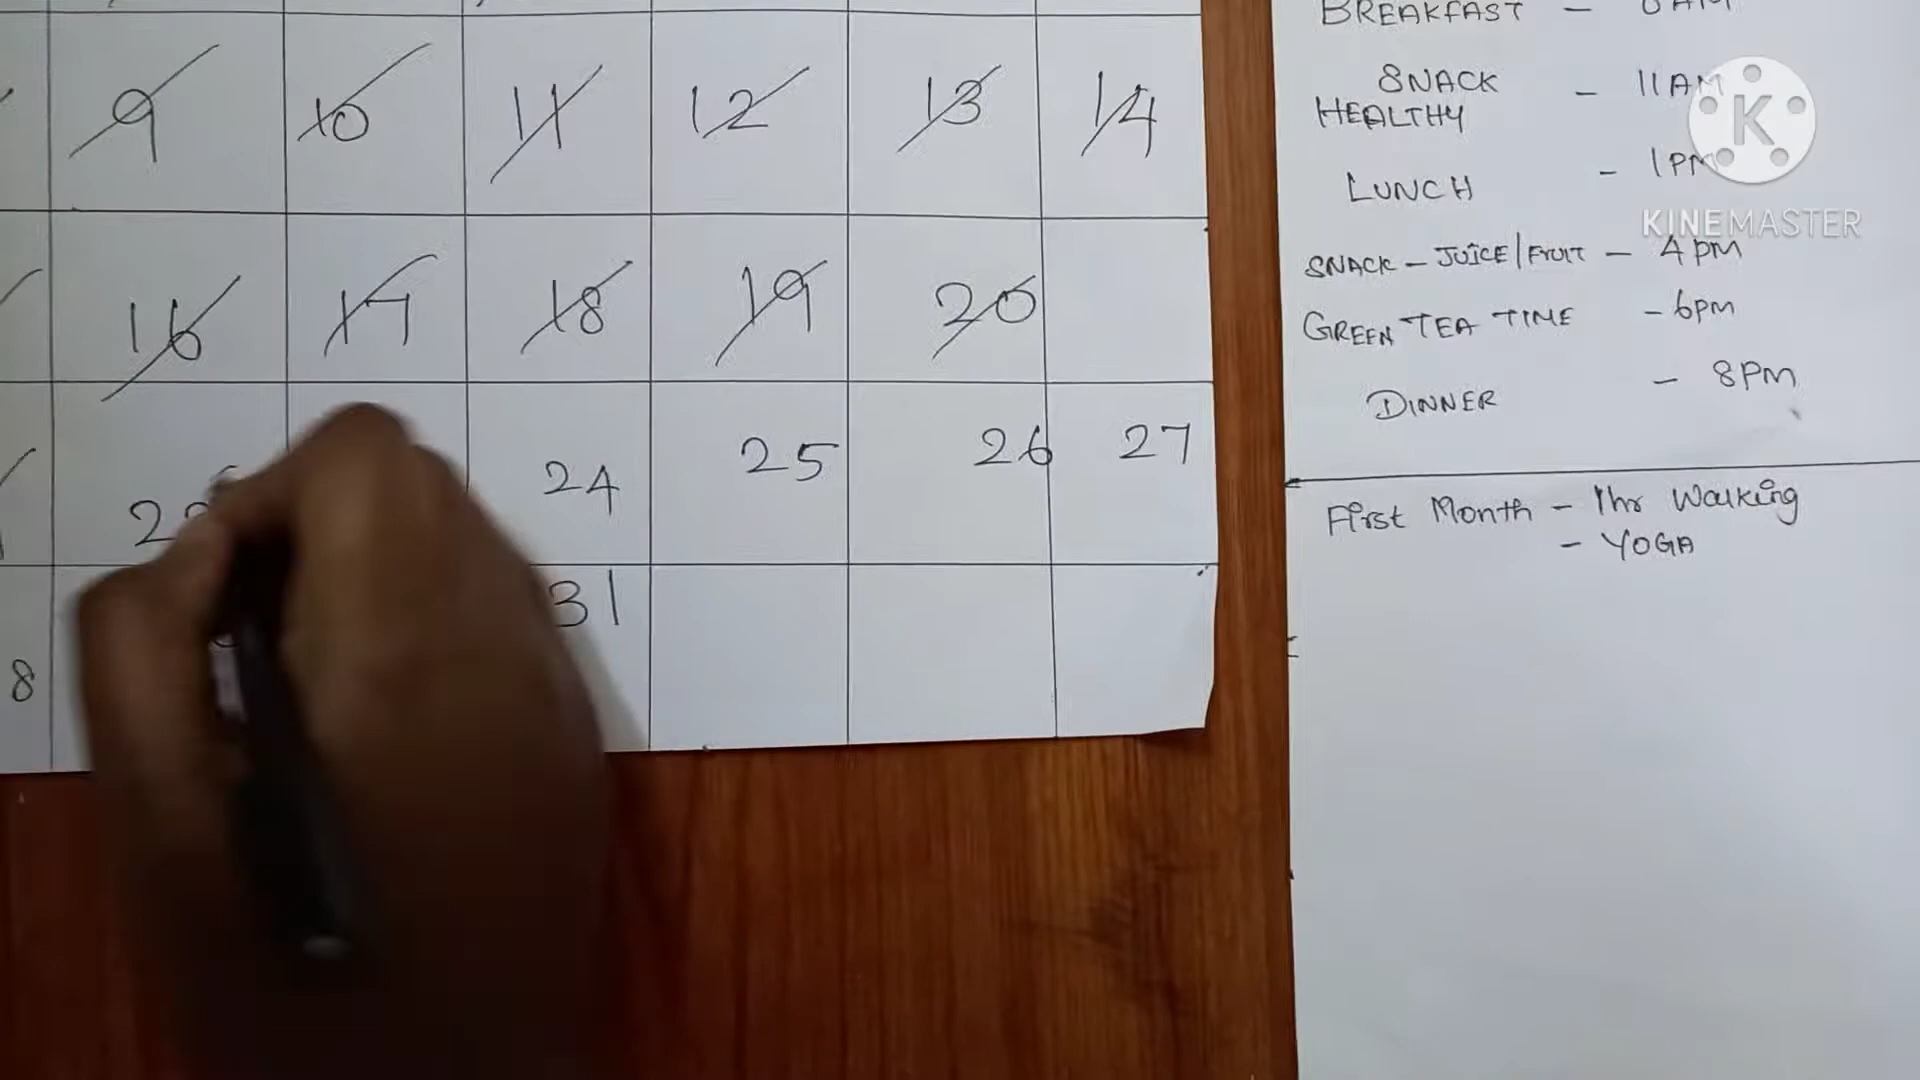 9 10 11 12 13 14
16 17 18 19 20
24 25 26 27
31
8
BREAKFAST -
SNACK - 11AM
HEALTHY
LUNCH - 1PM
KINEMASTER
SNACK - JUICE/FRUIT - 4PM
GREEN TEA TIME - 6PM
DINNER - 8PM
First Month - 1hr Walking
- YOGA